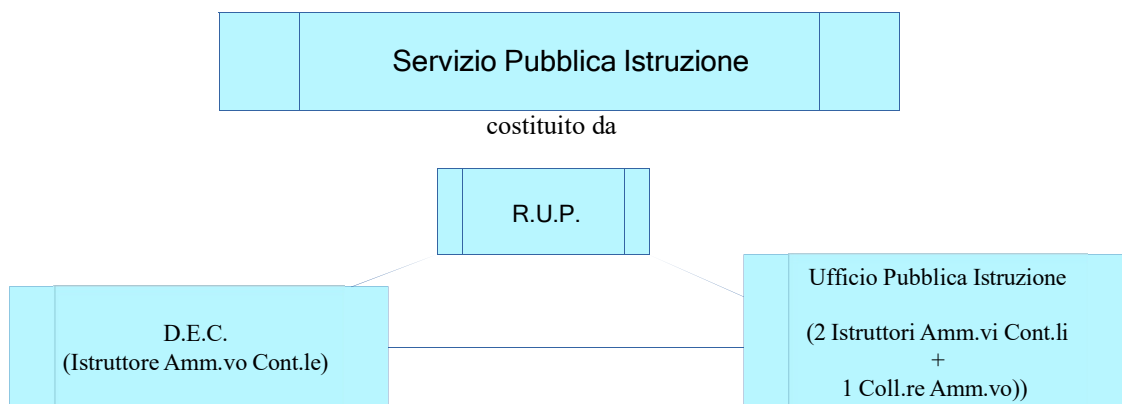 Servizio Pubblica Istruzione
costituito da
R.U.P.
D.E.C.
(Istruttore Amm.vo Cont.le)
Ufficio Pubblica Istruzione
(2 Istruttori Amm.vi Cont.li
+
1 Coll.re Amm.vo))